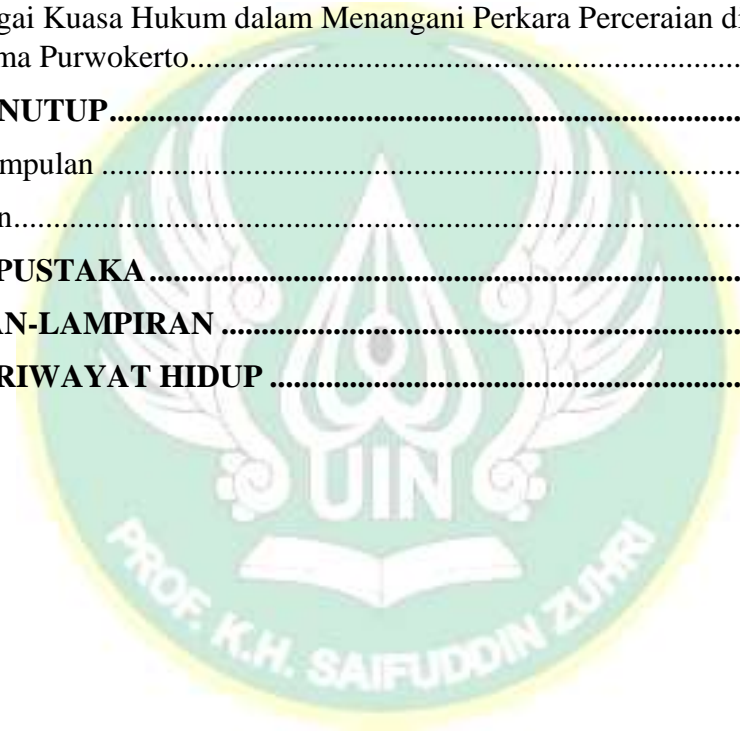 gai Kuasa Hukum dalam Menangani Perkara Perceraian di
ma Purwokerto..........................................................................
NUTUP..........................................................................
mpulan ..........................................................................
n..........................................................................
PUSTAKA..........................................................................
AN-LAMPIRAN ..........................................................................
RIWAYAT HIDUP ..........................................................................
UIN
PROF. K.H. SAIFUDDIN ZUHRI